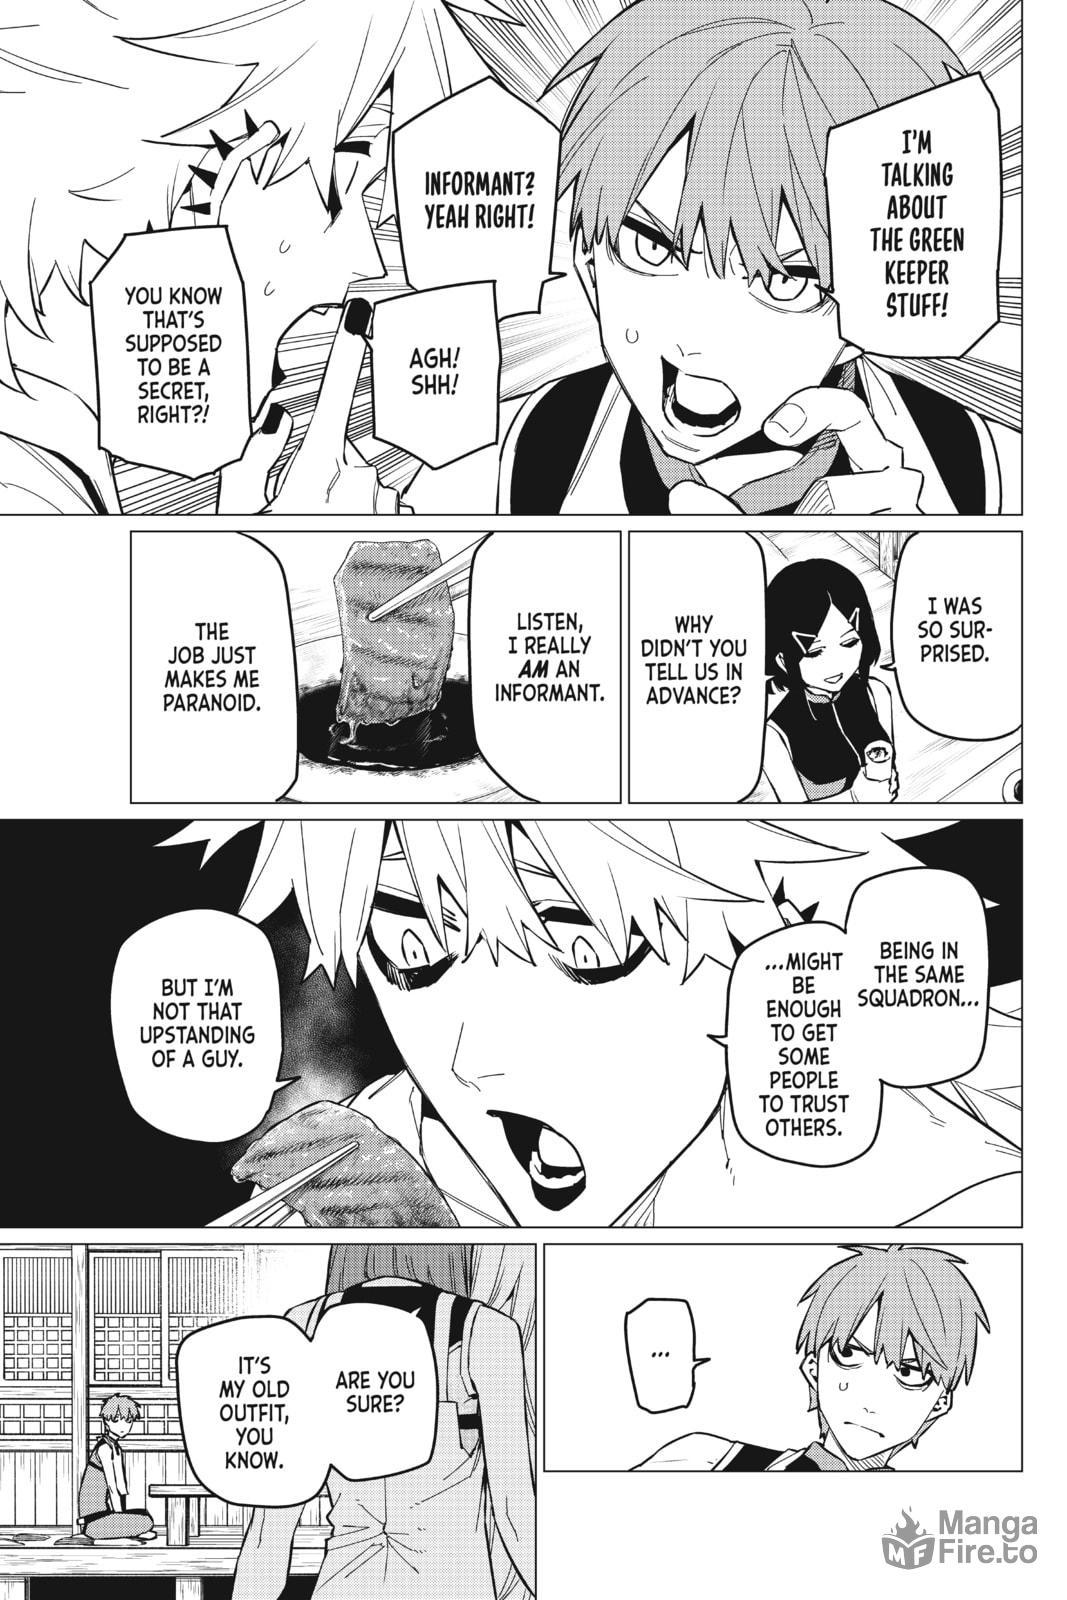 I'M
TALKING
ABOUT
THE GREEN
KEEPER
STUFF!
INFORMANT?
YEAH RIGHT!
AGH!
SHH!
YOU KNOW
THAT'S
SUPPOSED
TO BE A
SECRET,
RIGHT?!
I WAS
SO SUR-
PRISED.
WHY
DIDN'T YOU
TELL US IN
ADVANCE?
LISTEN,
I REALLY
AM AN
INFORMANT.
THE
JOB JUST
MAKES ME
PARANOID.
BEING IN
THE SAME
SQUADRON...
...MIGHT
BE
ENOUGH
TO GET
SOME
PEOPLE
TO TRUST
OTHERS.
BUT I'M
NOT THAT
UPSTANDING
OF A GUY.
...
ARE YOU
SURE?
IT'S
MY OLD
OUTFIT,
YOU
KNOW.
MF
Manga
Fire.to